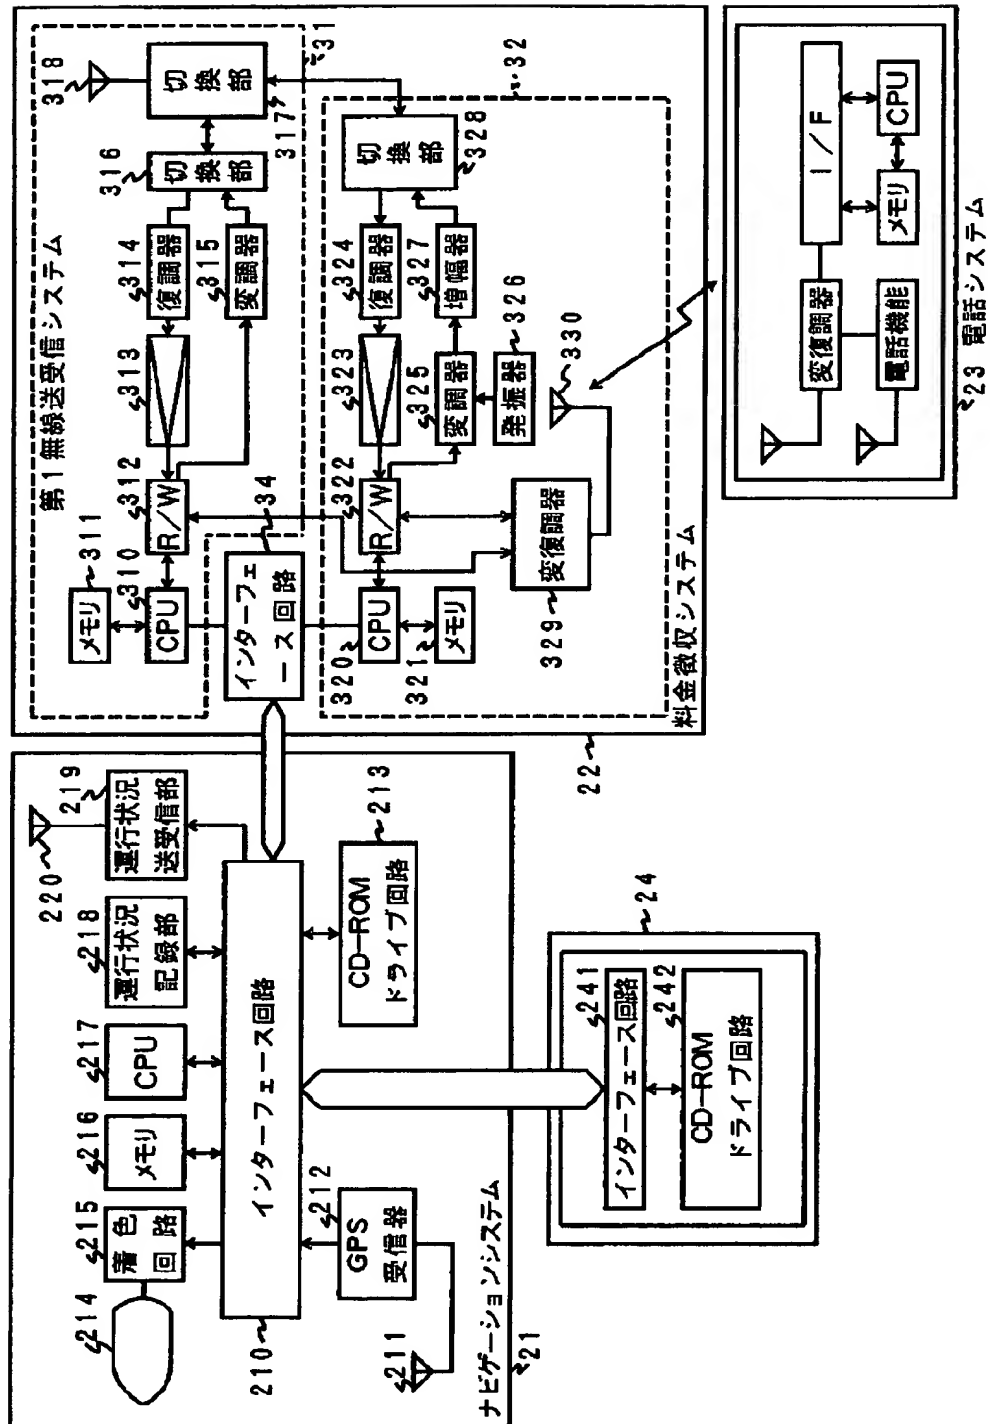 第1無線送受信システム
メモリ
311
310
CPU
312
R/W
313
314
復調器
315
変調器
316
切換部
317
切換部
318
31
34
インターフェース回路
320
CPU
321
メモリ
322
R/W
323
324
復調器
325
変調器
326
発振器
327
増幅器
328
切換部
32
329
変復調器
330
料金徴収システム
22
I/F
CPU
メモリ
変復調器
電話機能
23 電話システム
214
215
着色回路
216
メモリ
217
CPU
218
運行状況記録部
219
運行状況送受信部
220
210
インターフェース回路
211
212
GPS受信器
213
CD-ROMドライブ回路
ナビゲーションシステム
21
24
241
インターフェース回路
242
CD-ROMドライブ回路